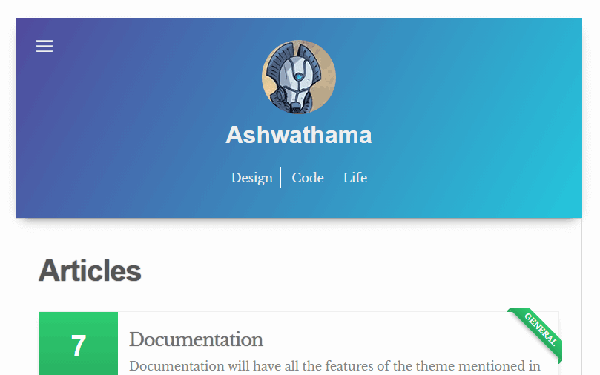 Ashwathama
Design Code Life
Articles
7
Documentation
GENERAL
Documentation will have all the features of the theme mentioned in